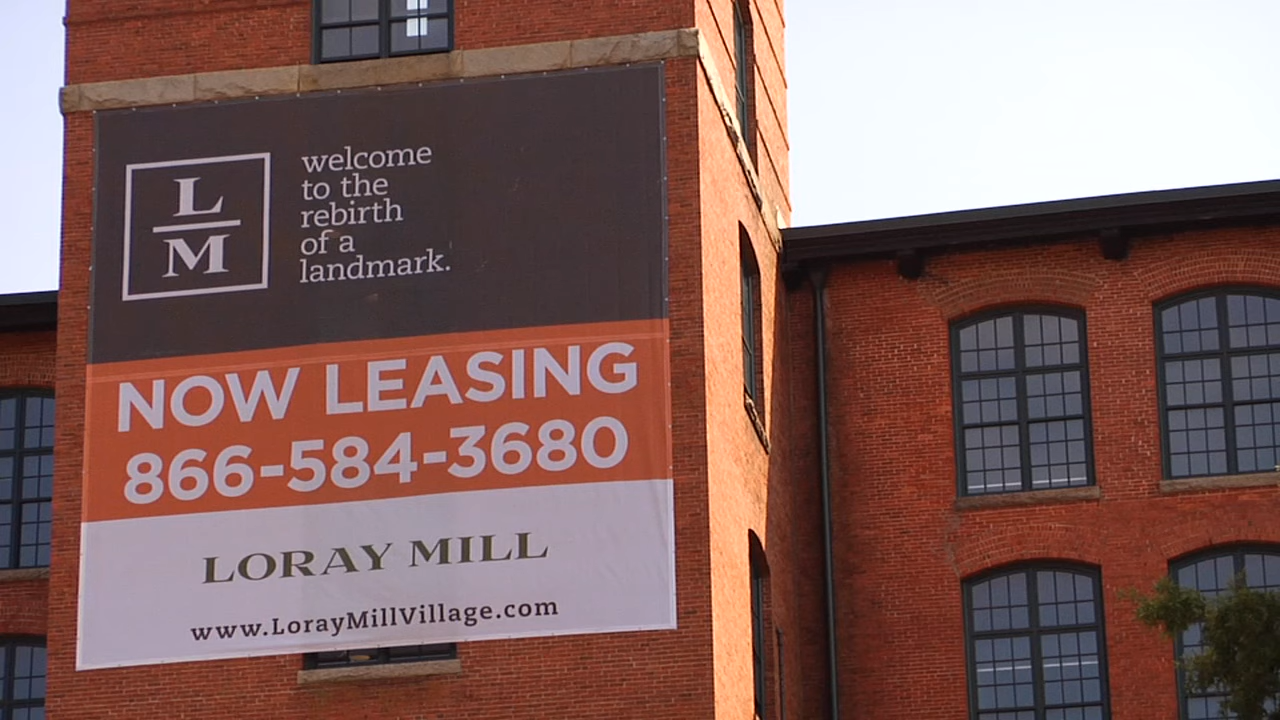 L
M
welcome
to the
rebirth
of a
landmark.
NOW LEASING
866-584-3680
LORAY MILL
www.LorayMillVillage.com